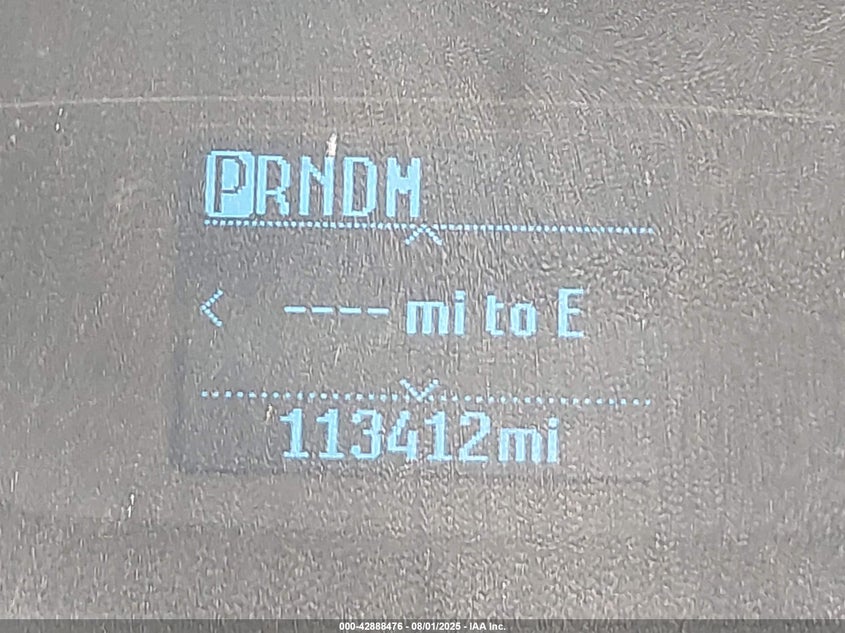 PRNDM
< ---- mi to E
113412mi
000-42888476 - 08/01/2025 - IAA Inc.